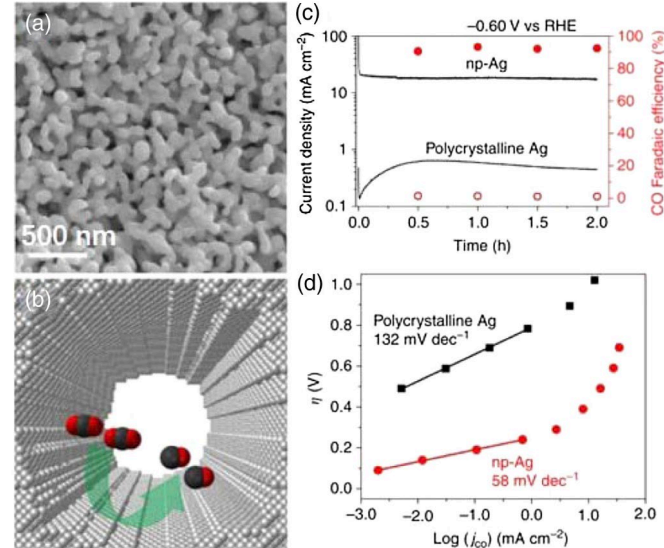 (a)
500 nm
(b)
(c)
−0.60 V vs RHE
Current density (mA cm⁻²)
100
10
1
0.1
np-Ag
Polycrystalline Ag
CO Faradaic efficiency (%)
100
80
60
40
20
0
0.0 0.5 1.0 1.5 2.0
Time (h)
(d)
η (V)
1.0
0.8
0.6
0.4
0.2
0.0
Polycrystalline Ag
132 mV dec⁻¹
np-Ag
58 mV dec⁻¹
−3.0 −2.0 −1.0 0.0 1.0 2.0
Log (jco) (mA cm⁻²)